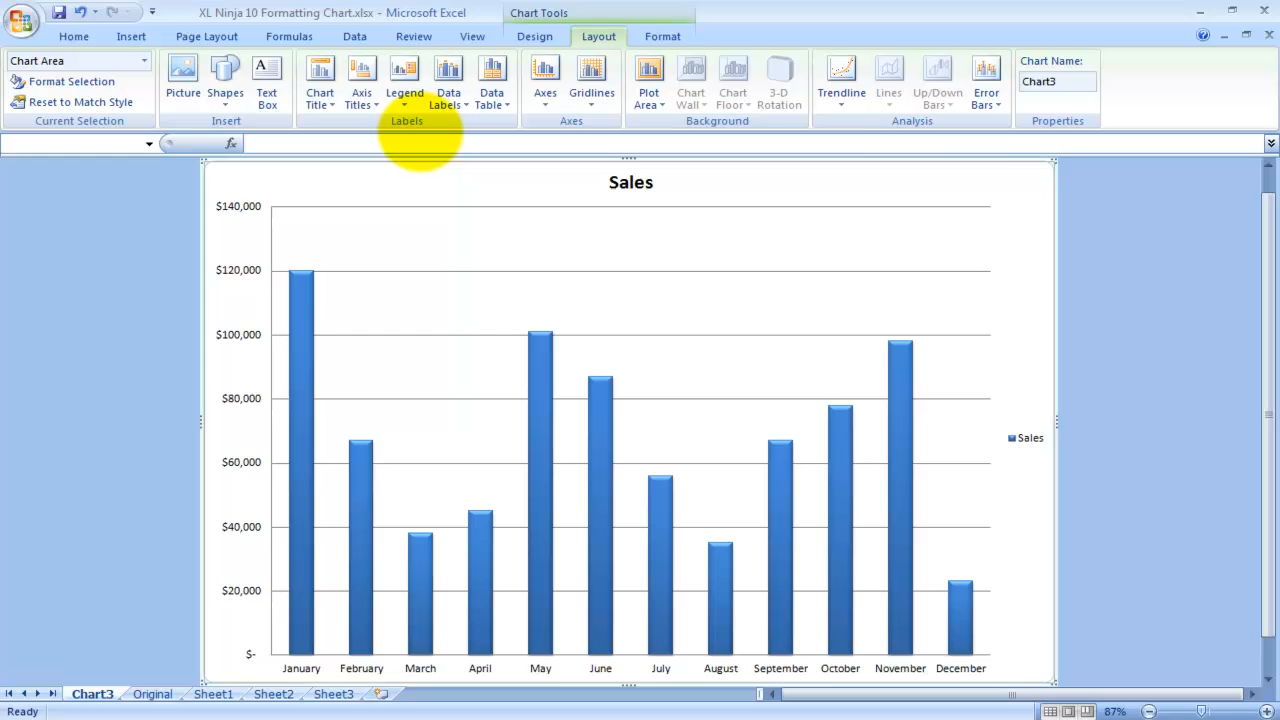 XL Ninja 10 Formatting Chart.xlsx - Microsoft Excel
Chart Tools
Home Insert Page Layout Formulas Data Review View Design Layout Format
Chart Area
Format Selection
Reset to Match Style
Current Selection
Picture
Shapes
Text
Box
Insert
Chart
Title
Axis
Titles
Legend
Data
Labels
Data
Table
Labels
Axes
Gridlines
Axes
Plot
Area
Chart
Wall
Chart
Floor
3-D
Rotation
Background
Trendline
Lines
Up/Down
Bars
Error
Bars
Analysis
Chart Name:
Chart3
Properties
fx
Sales
$140,000
$120,000
$100,000
$80,000
$60,000
$40,000
$20,000
$-
January February March April May June July August September October November December
Sales
Chart3 Original Sheet1 Sheet2 Sheet3
Ready
87%